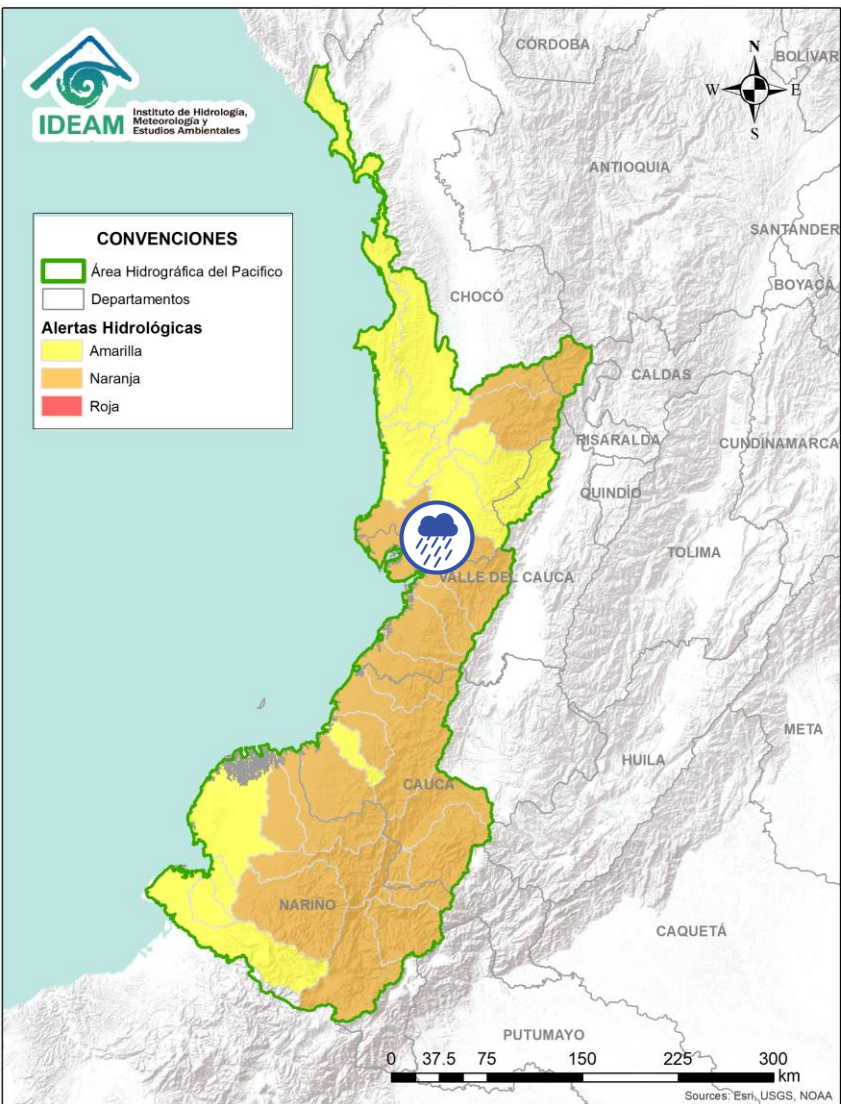 IDEAM
Instituto de Hidrología,
Meteorología y
Estudios Ambientales
CONVENCIONES
Área Hidrográfica del Pacifico
Departamentos
Alertas Hidrológicas
Amarilla
Naranja
Roja
N
W E
S
CÓRDOBA
BOLÍVAR
ANTIOQUIA
SANTANDER
BOYACÁ
CHOCÓ
CALDAS
RISARALDA
CUNDINAMARCA
QUINDÍO
TOLIMA
VALLE DEL CAUCA
META
HUILA
CAUCA
NARIÑO
CAQUETÁ
PUTUMAYO
0 37.5 75 150 225 300
km
Sources: Esri, USGS, NOAA